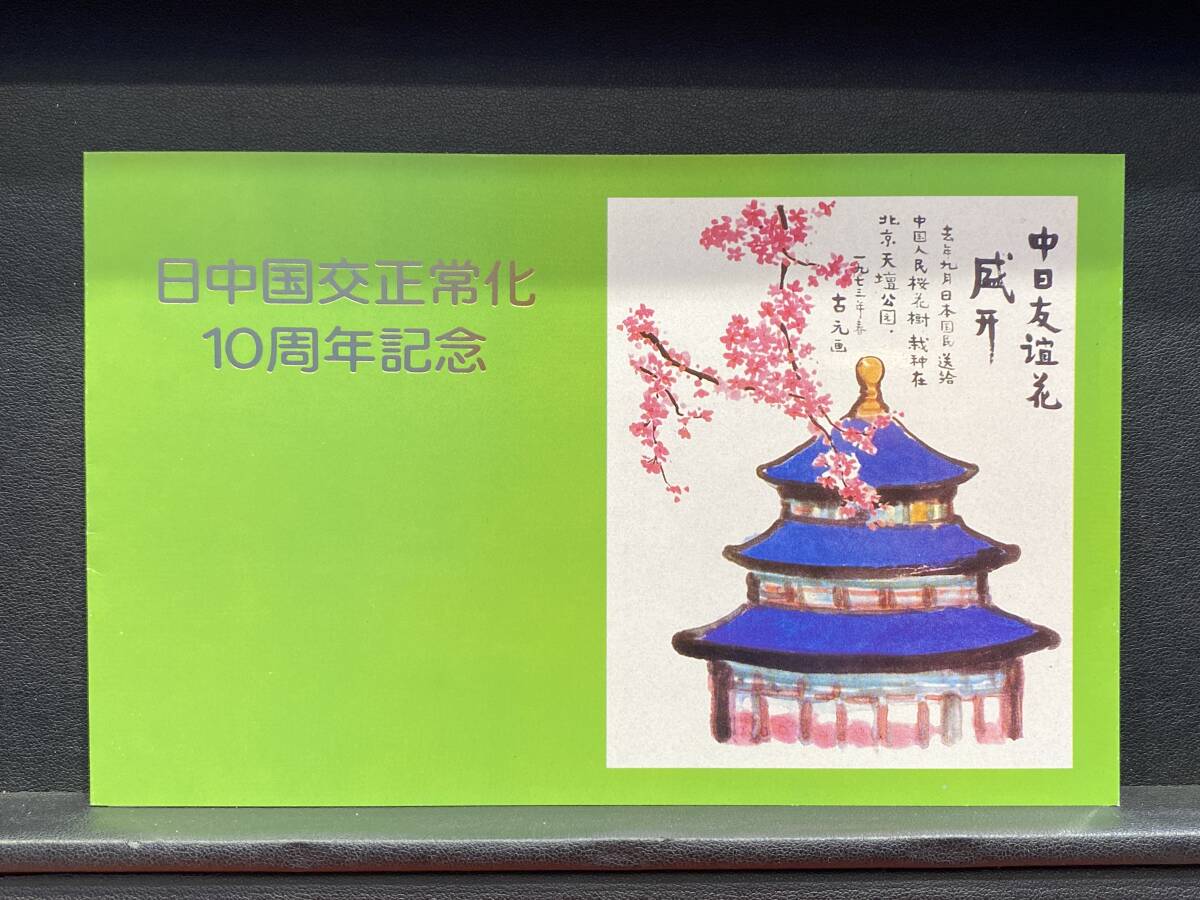 日中国交正常化
10周年記念
中日友谊花
盛开
去年九月日本国民送给
中国人民桜花樹栽种在
北京天壇公园.
一九七三年春
古元画